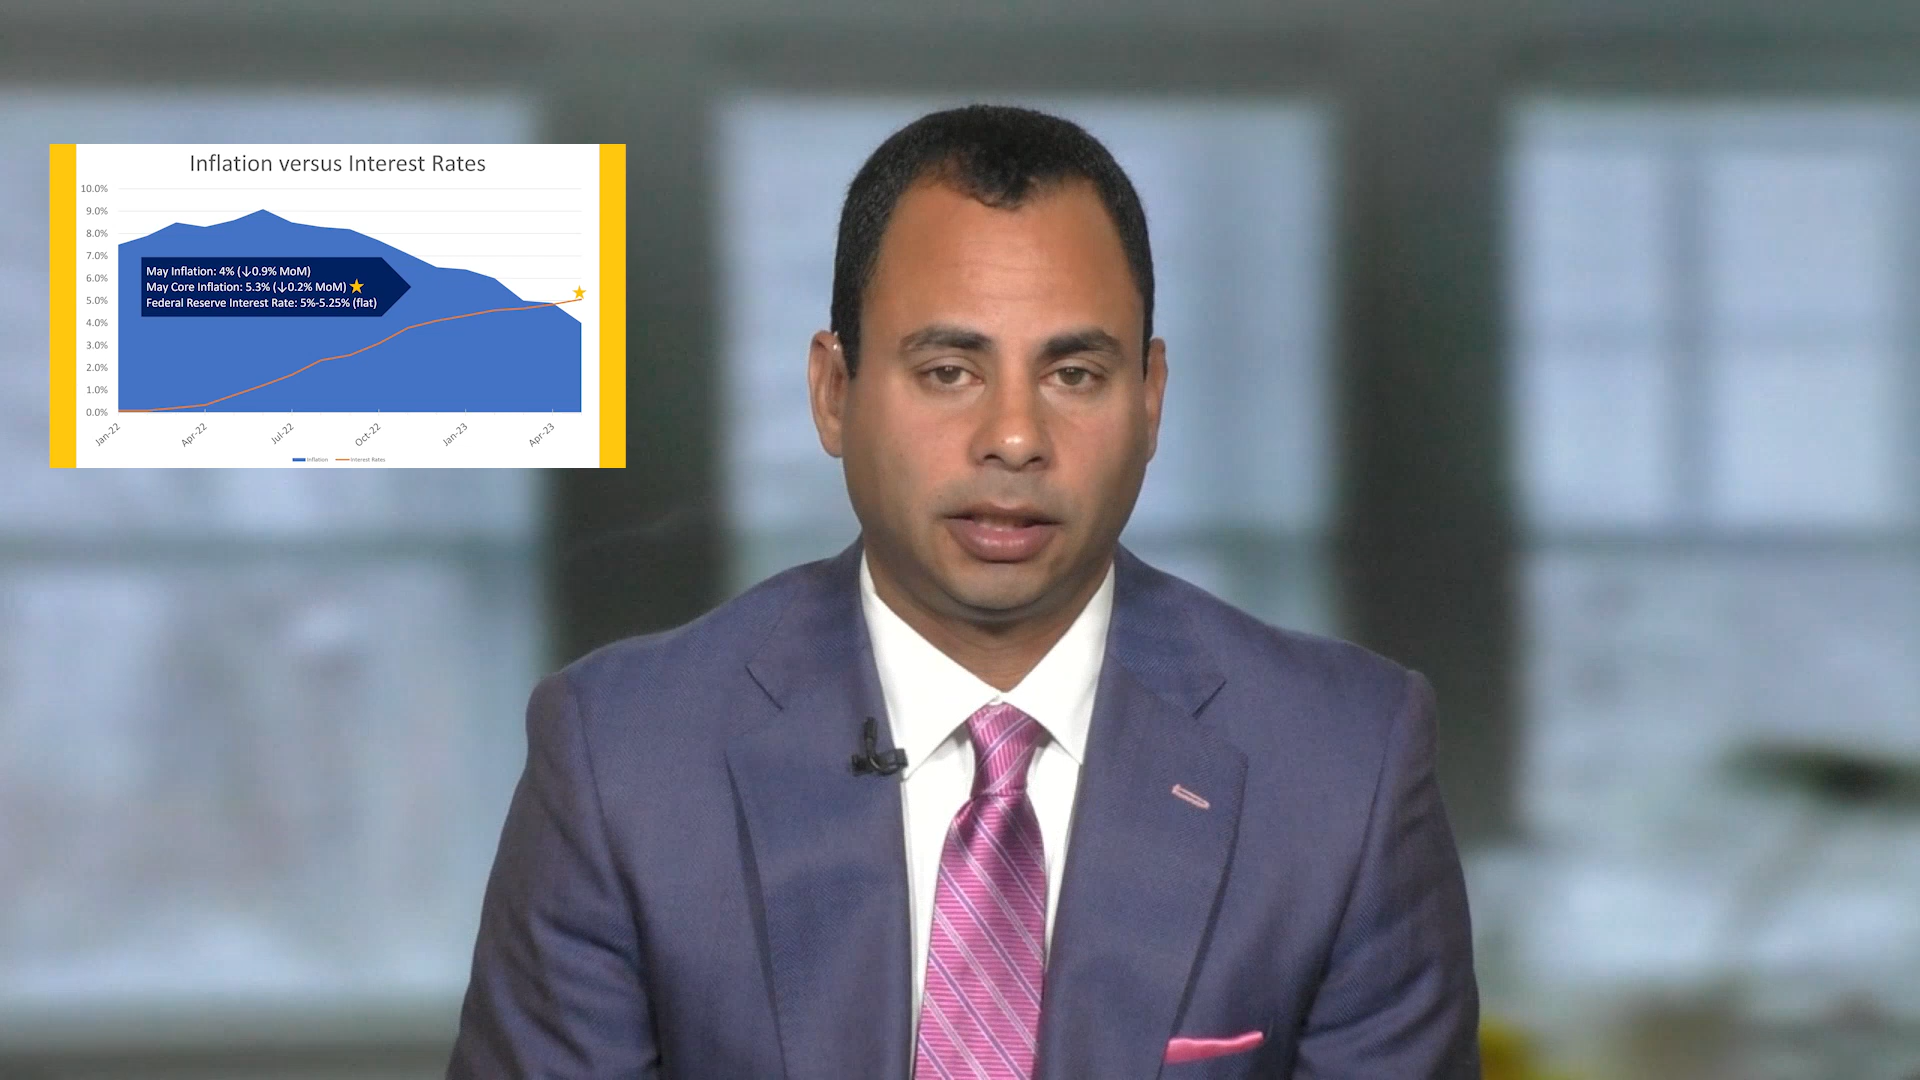 Inflation versus Interest Rates
10.0%
9.0%
8.0%
7.0%
6.0%
5.0%
4.0%
3.0%
2.0%
1.0%
0.0%
May Inflation: 4% (↓0.9% MoM)
May Core Inflation: 5.3% (↓0.2% MoM)
Federal Reserve Interest Rate: 5%-5.25% (flat)
Jan-22 Apr-22 Jul-22 Oct-22 Jan-23 Apr-23
Inflation Interest Rates